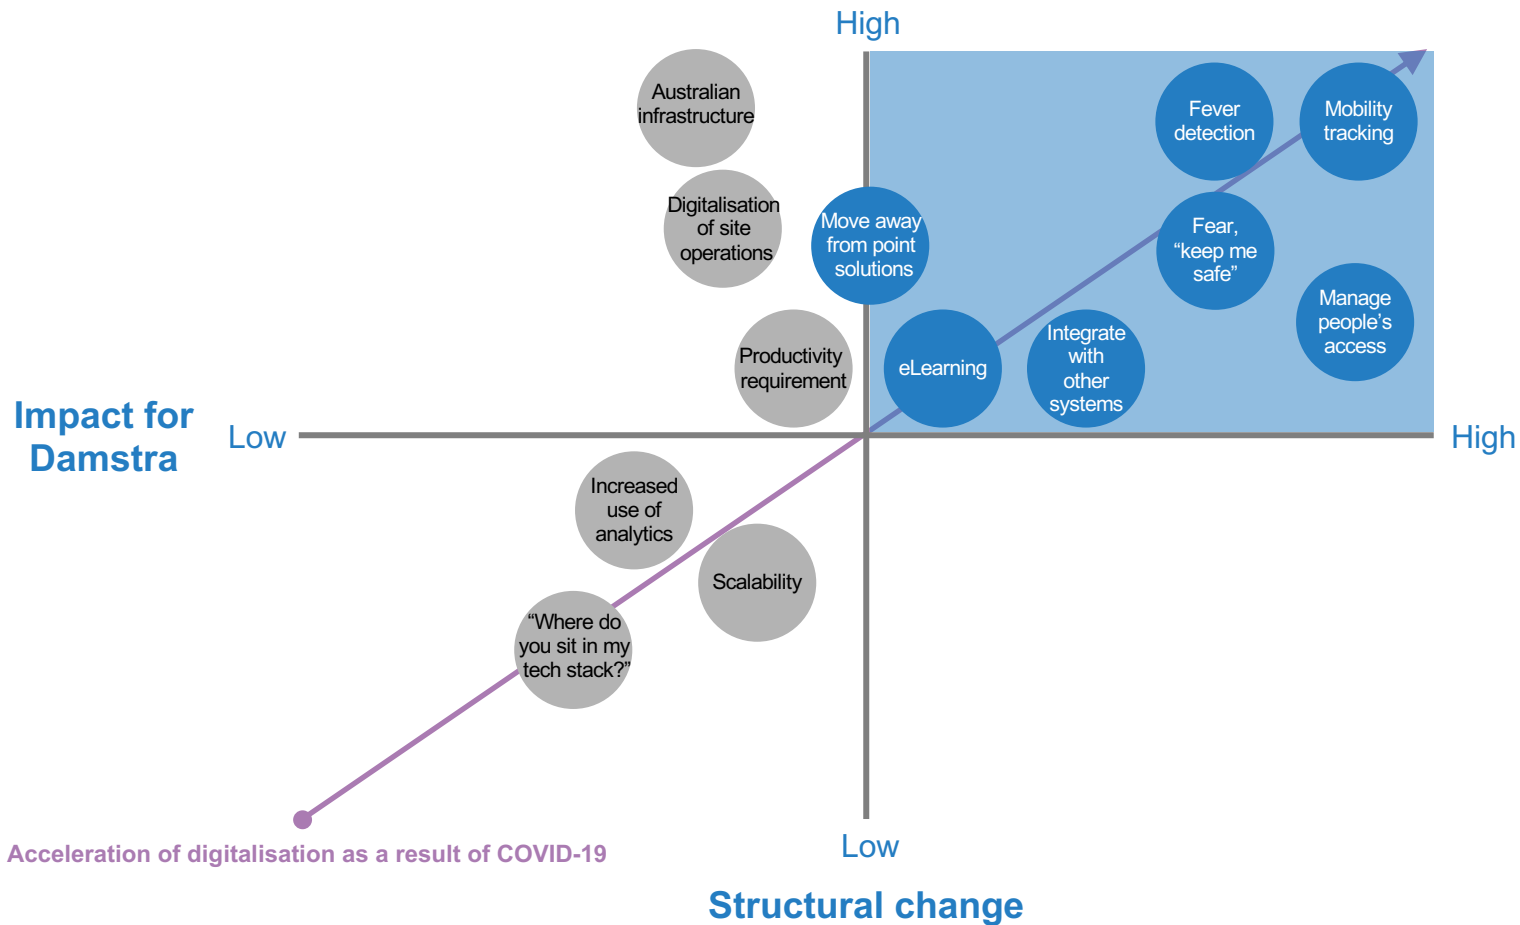 High
Australian
infrastructure
Fever
detection
Mobility
tracking
Digitalisation
of site
operations
Move away
from point
solutions
Fear,
“keep me
safe”
Manage
people’s
access
Productivity
requirement
eLearning
Integrate
with
other
systems
Impact for
Damstra
Low
High
Increased
use of
analytics
Scalability
“Where do
you sit in my
tech stack?”
Acceleration of digitalisation as a result of COVID-19
Low
Structural change